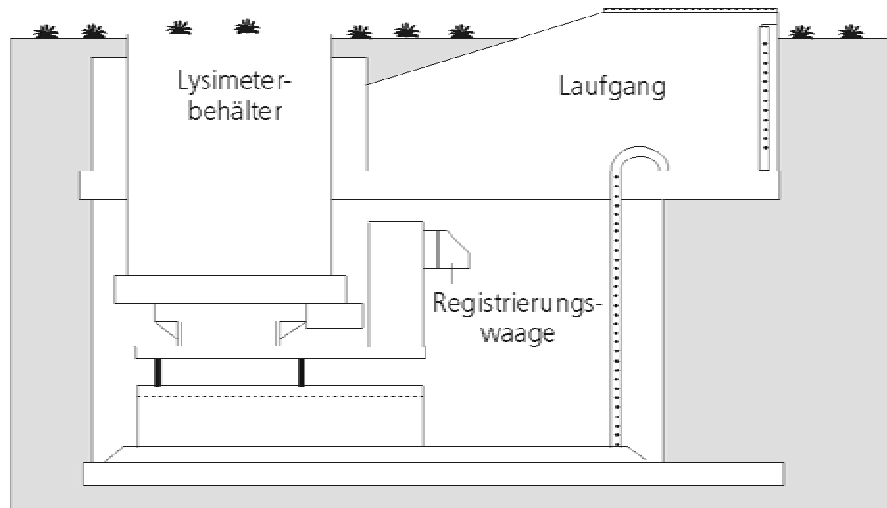 Lysimeter-
behälter
Laufgang
Registrierungs-
waage